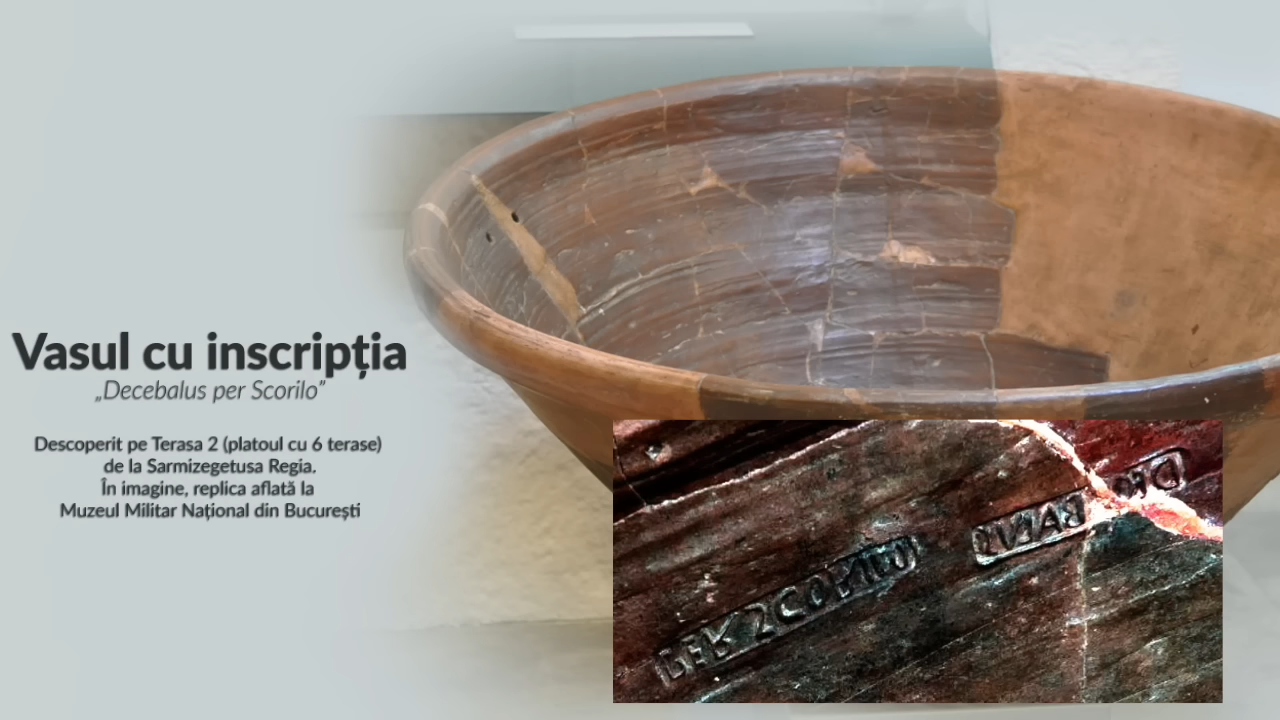 Vasul cu inscripția
„Decebalus per Scorilo”
Descoperit pe Terasa 2 (platoul cu 6 terase)
de la Sarmizegetusa Regia.
În imagine, replica aflată la
Muzeul Militar Național din București